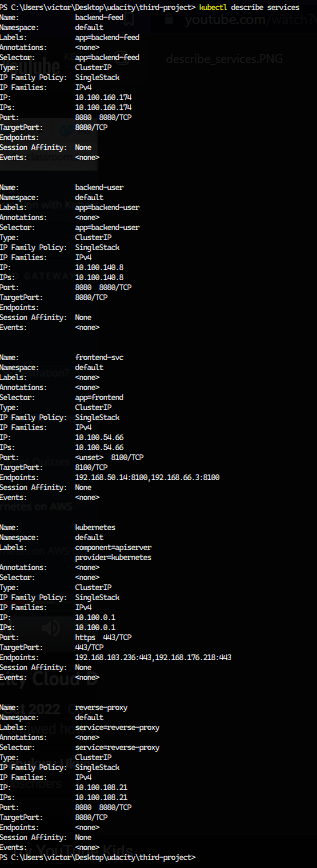 PS C:\Users\victor\Desktop\udacity\third-project> kubectl describe services
Name: backend-feed
Namespace: default
Labels: app=backend-feed
Annotations: <none>
Selector: app=backend-feed
Type: ClusterIP
IP Family Policy: SingleStack
IP Families: IPv4
IP: 10.100.160.174
IPs: 10.100.160.174
Port: 8080 8080/TCP
TargetPort: 8080/TCP
Endpoints:
Session Affinity: None
Events: <none>
Name: backend-user
Namespace: default
Labels: app=backend-user
Annotations: <none>
Selector: app=backend-user
Type: ClusterIP
IP Family Policy: SingleStack
IP Families: IPv4
IP: 10.100.140.8
IPs: 10.100.140.8
Port: 8080 8080/TCP
TargetPort: 8080/TCP
Endpoints:
Session Affinity: None
Events: <none>
Name: frontend-svc
Namespace: default
Labels: <none>
Annotations: <none>
Selector: app=frontend
Type: ClusterIP
IP Family Policy: SingleStack
IP Families: IPv4
IP: 10.100.54.66
IPs: 10.100.54.66
Port: <unset> 8100/TCP
TargetPort: 8100/TCP
Endpoints: 192.168.50.14:8100,192.168.66.3:8100
Session Affinity: None
Events: <none>
Name: kubernetes
Namespace: default
Labels: component=apiserver
provider=kubernetes
Annotations: <none>
Selector: <none>
Type: ClusterIP
IP Family Policy: SingleStack
IP Families: IPv4
IP: 10.100.0.1
IPs: 10.100.0.1
Port: https 443/TCP
TargetPort: 443/TCP
Endpoints: 192.168.103.236:443,192.168.176.218:443
Session Affinity: None
Events: <none>
Name: reverse-proxy
Namespace: default
Labels: service=reverse-proxy
Annotations: <none>
Selector: service=reverse-proxy
Type: ClusterIP
IP Family Policy: SingleStack
IP Families: IPv4
IP: 10.100.108.21
IPs: 10.100.108.21
Port: 8080 8080/TCP
TargetPort: 8080/TCP
Endpoints: <none>
Session Affinity: None
Events: <none>
PS C:\Users\victor\Desktop\udacity\third-project>
youtube.com/watch
describe_services.PNG